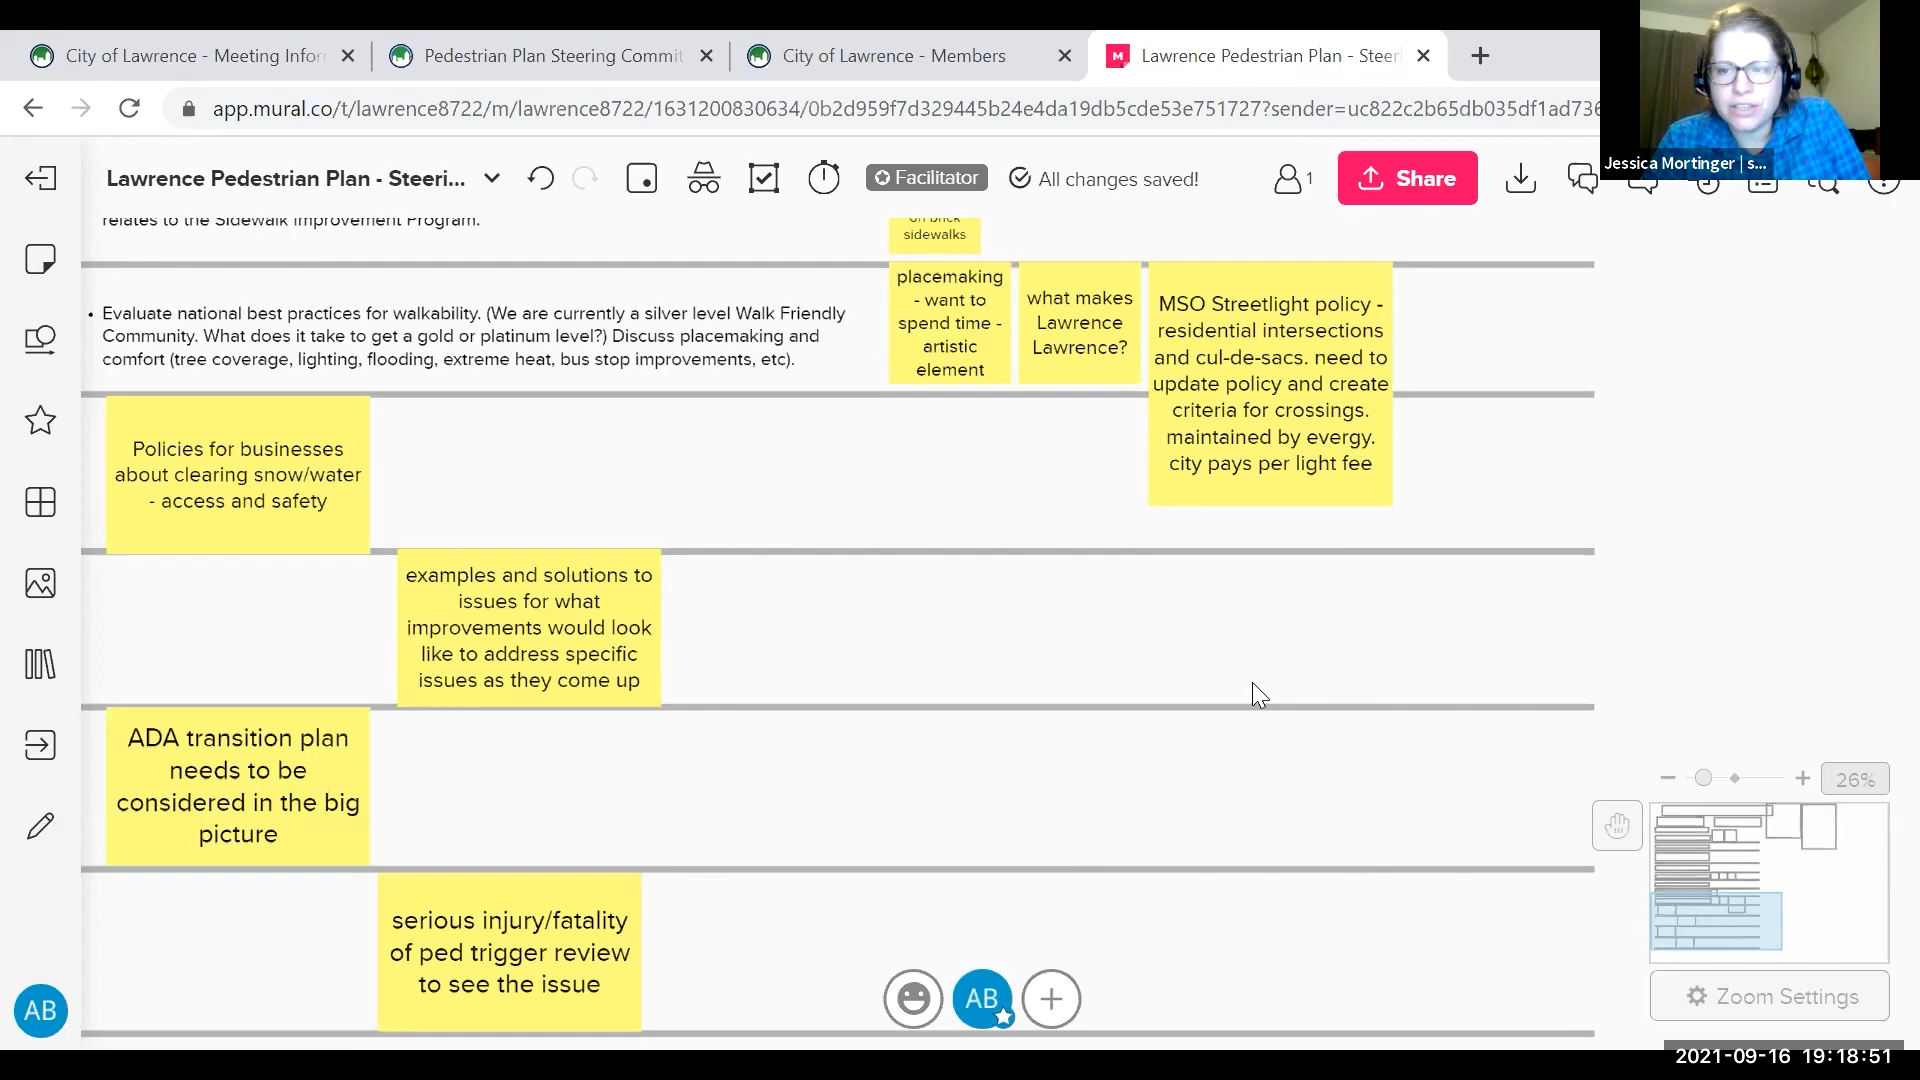 City of Lawrence - Meeting Infor
Pedestrian Plan Steering Commit
City of Lawrence - Members
Lawrence Pedestrian Plan - Steer
app.mural.co/t/lawrence8722/m/lawrence8722/1631200830634/0b2d959f7d329445b24e4da19db5cde53e751727?sender=uc822c2b65db035df1ad736
Jessica Mortinger | s...
Lawrence Pedestrian Plan - Steeri...
Facilitator
All changes saved!
1
Share
relates to the Sidewalk Improvement Program.
on brick
sidewalks
• Evaluate national best practices for walkability. (We are currently a silver level Walk Friendly
Community. What does it take to get a gold or platinum level?) Discuss placemaking and
comfort (tree coverage, lighting, flooding, extreme heat, bus stop improvements, etc).
placemaking
- want to
spend time -
artistic
element
what makes
Lawrence
Lawrence?
MSO Streetlight policy -
residential intersections
and cul-de-sacs. need to
update policy and create
criteria for crossings.
maintained by evergy.
city pays per light fee
Policies for businesses
about clearing snow/water
- access and safety
examples and solutions to
issues for what
improvements would look
like to address specific
issues as they come up
ADA transition plan
needs to be
considered in the big
picture
serious injury/fatality
of ped trigger review
to see the issue
26%
Zoom Settings
AB
AB
2021-09-16 19:18:51